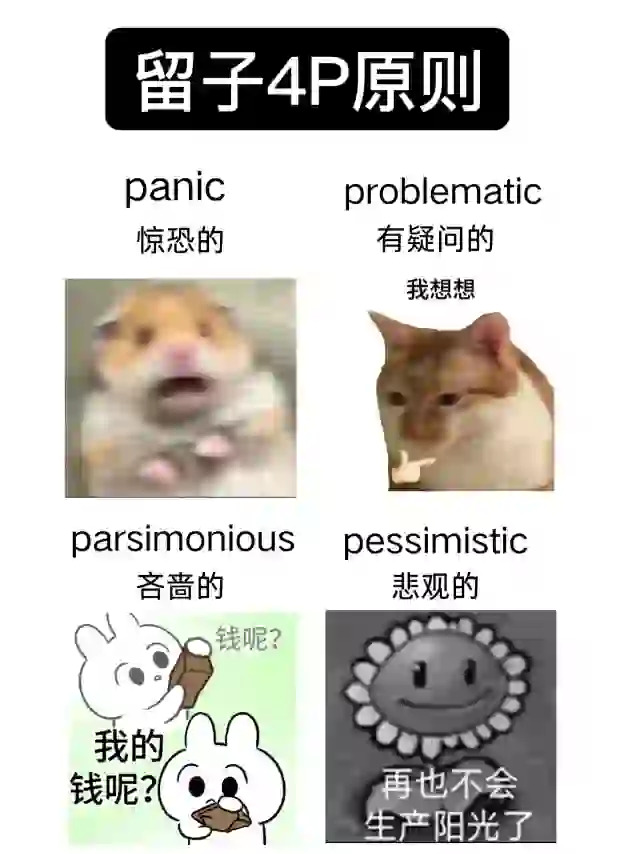 留子4P原则
panic
惊恐的
problematic
有疑问的
我想想
parsimonious
吝啬的
钱呢？
我的
钱呢？
pessimistic
悲观的
再也不会
生产阳光了